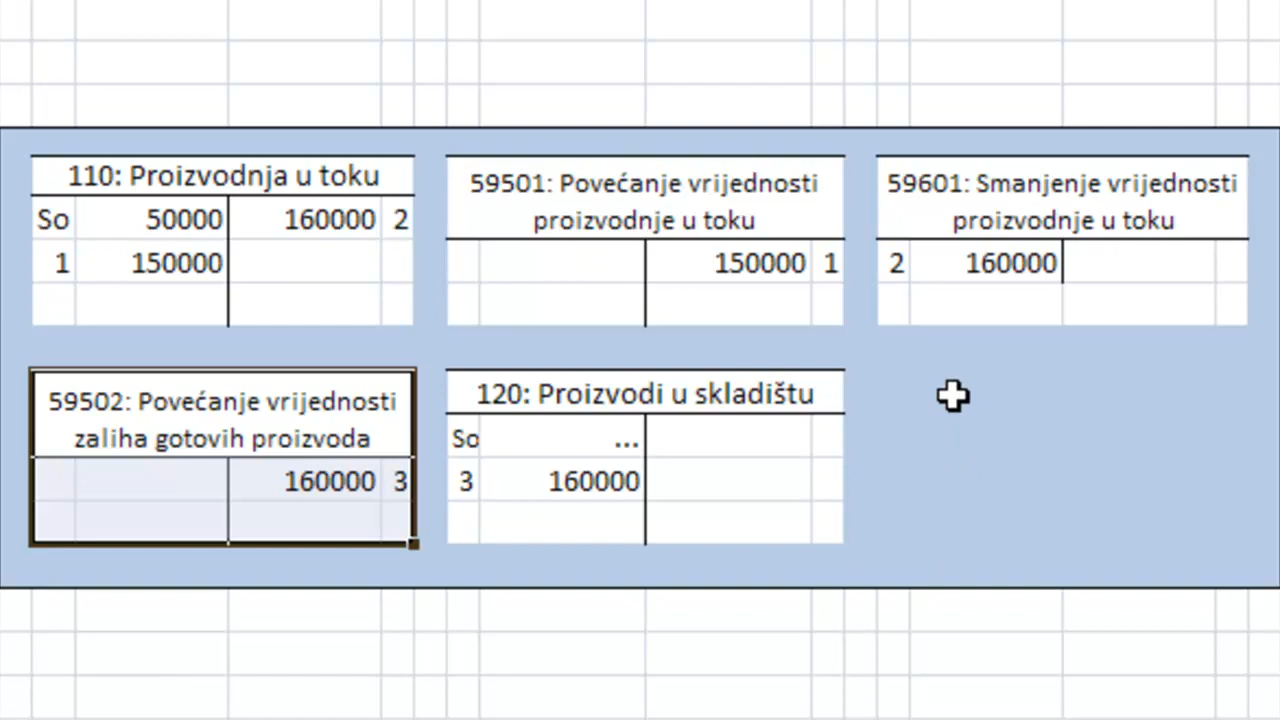 110: Proizvodnja u toku
So 50000 160000 2
1 150000
59501: Povećanje vrijednosti
proizvodnje u toku
150000 1
59601: Smanjenje vrijednosti
proizvodnje u toku
2 160000
59502: Povećanje vrijednosti
zaliha gotovih proizvoda
160000 3
120: Proizvodi u skladištu
So ...
3 160000